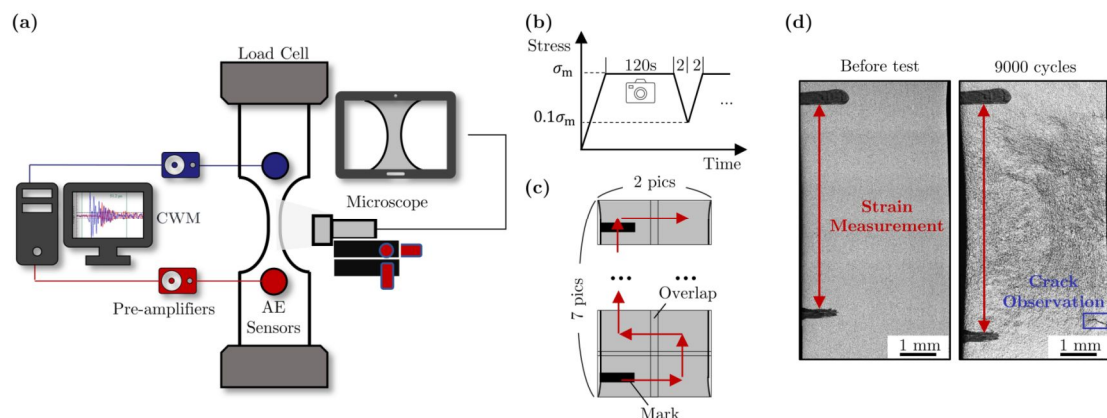 (a)
Load Cell
CWM
Pre-amplifiers
AE
Sensors
Microscope
(b)
Stress
σm
0.1σm
120s
2
2
...
Time
(c)
2 pics
7 pics
... ...
Overlap
Mark
(d)
Before test
9000 cycles
Strain
Measurement
Crack
Observation
1 mm
1 mm